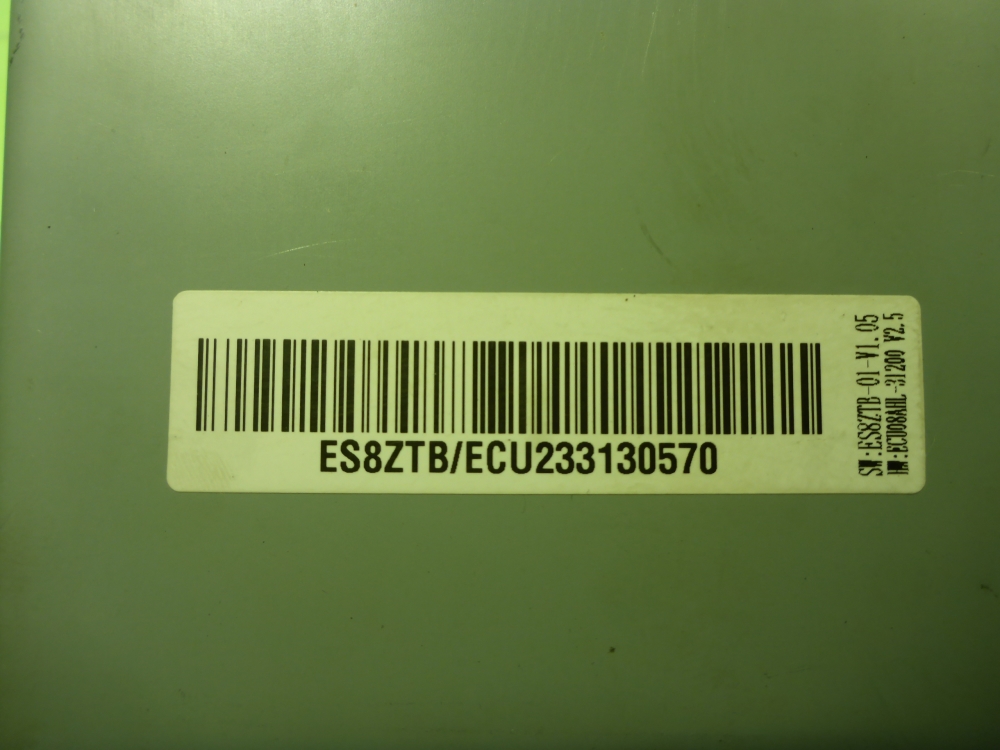 ES8ZTB/ECU233130570
SW:ES8ZTB-01-V1.05
HW:ECU08AHL-31200 V2.5